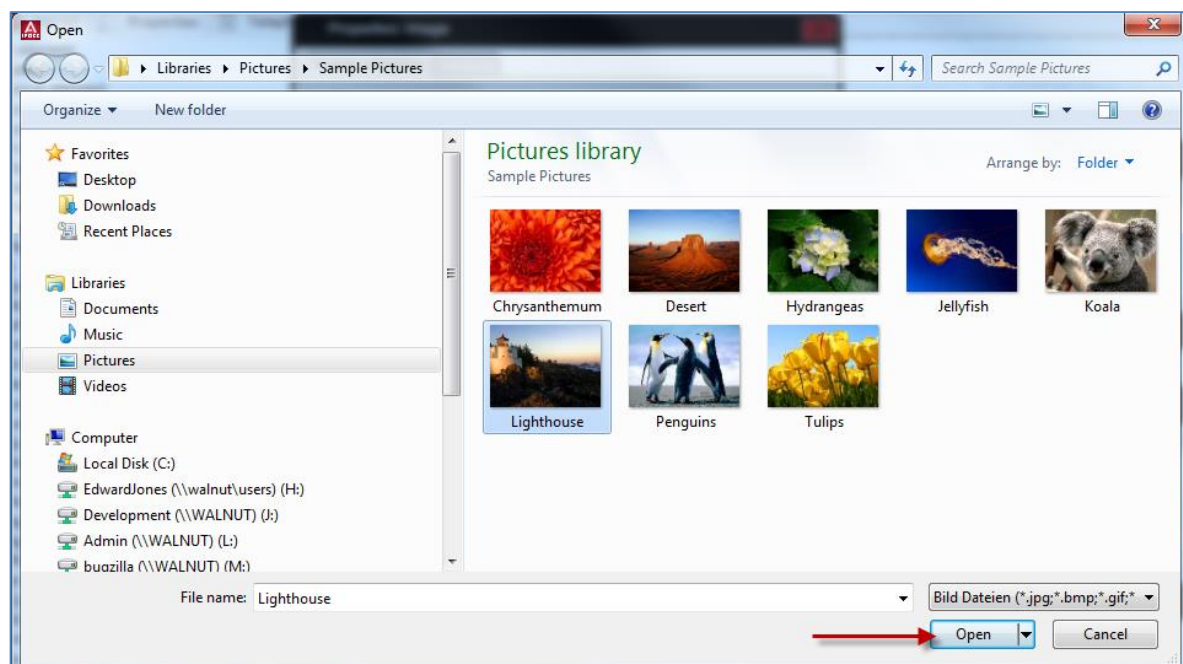 Open
Libraries ▸ Pictures ▸ Sample Pictures
Search Sample Pictures
Organize
New folder
Favorites
Desktop
Downloads
Recent Places
Libraries
Documents
Music
Pictures
Videos
Computer
Local Disk (C:)
EdwardJones (\\walnut\users) (H:)
Development (\\WALNUT) (J:)
Admin (\\WALNUT) (L:)
bugzilla (\\WALNUT) (M:)
Pictures library
Sample Pictures
Arrange by: Folder
Chrysanthemum Desert Hydrangeas Jellyfish Koala
Lighthouse Penguins Tulips
File name: Lighthouse
Bild Dateien (*.jpg;*.bmp;*.gif;*
Open Cancel